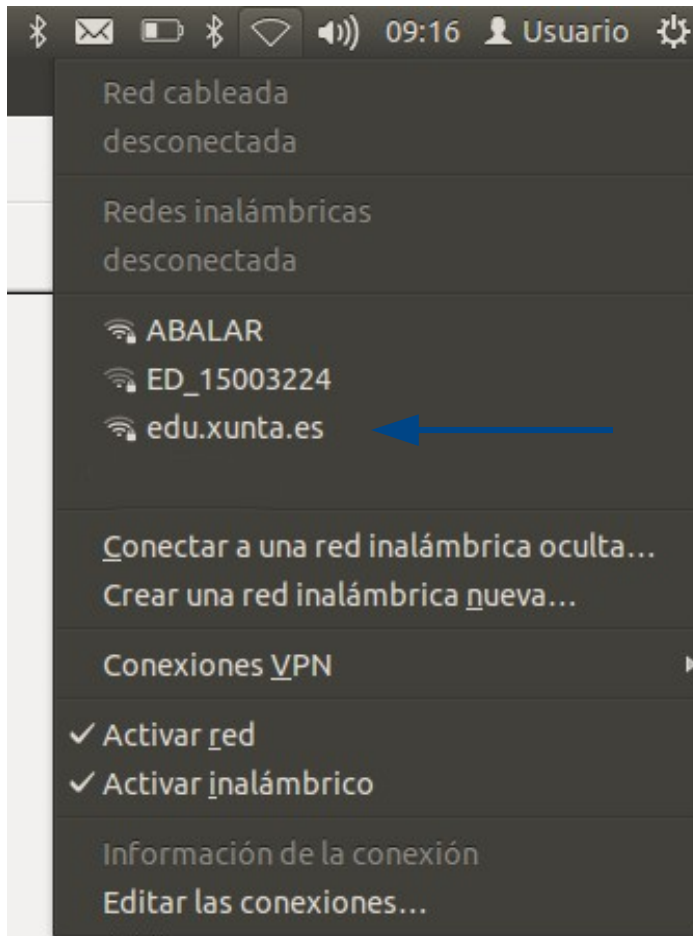 09:16 Usuario
Red cableada
desconectada
Redes inalámbricas
desconectada
ABALAR
ED_15003224
edu.xunta.es
Conectar a una red inalámbrica oculta...
Crear una red inalámbrica nueva...
Conexiones VPN
Activar red
Activar inalámbrico
Información de la conexión
Editar las conexiones...